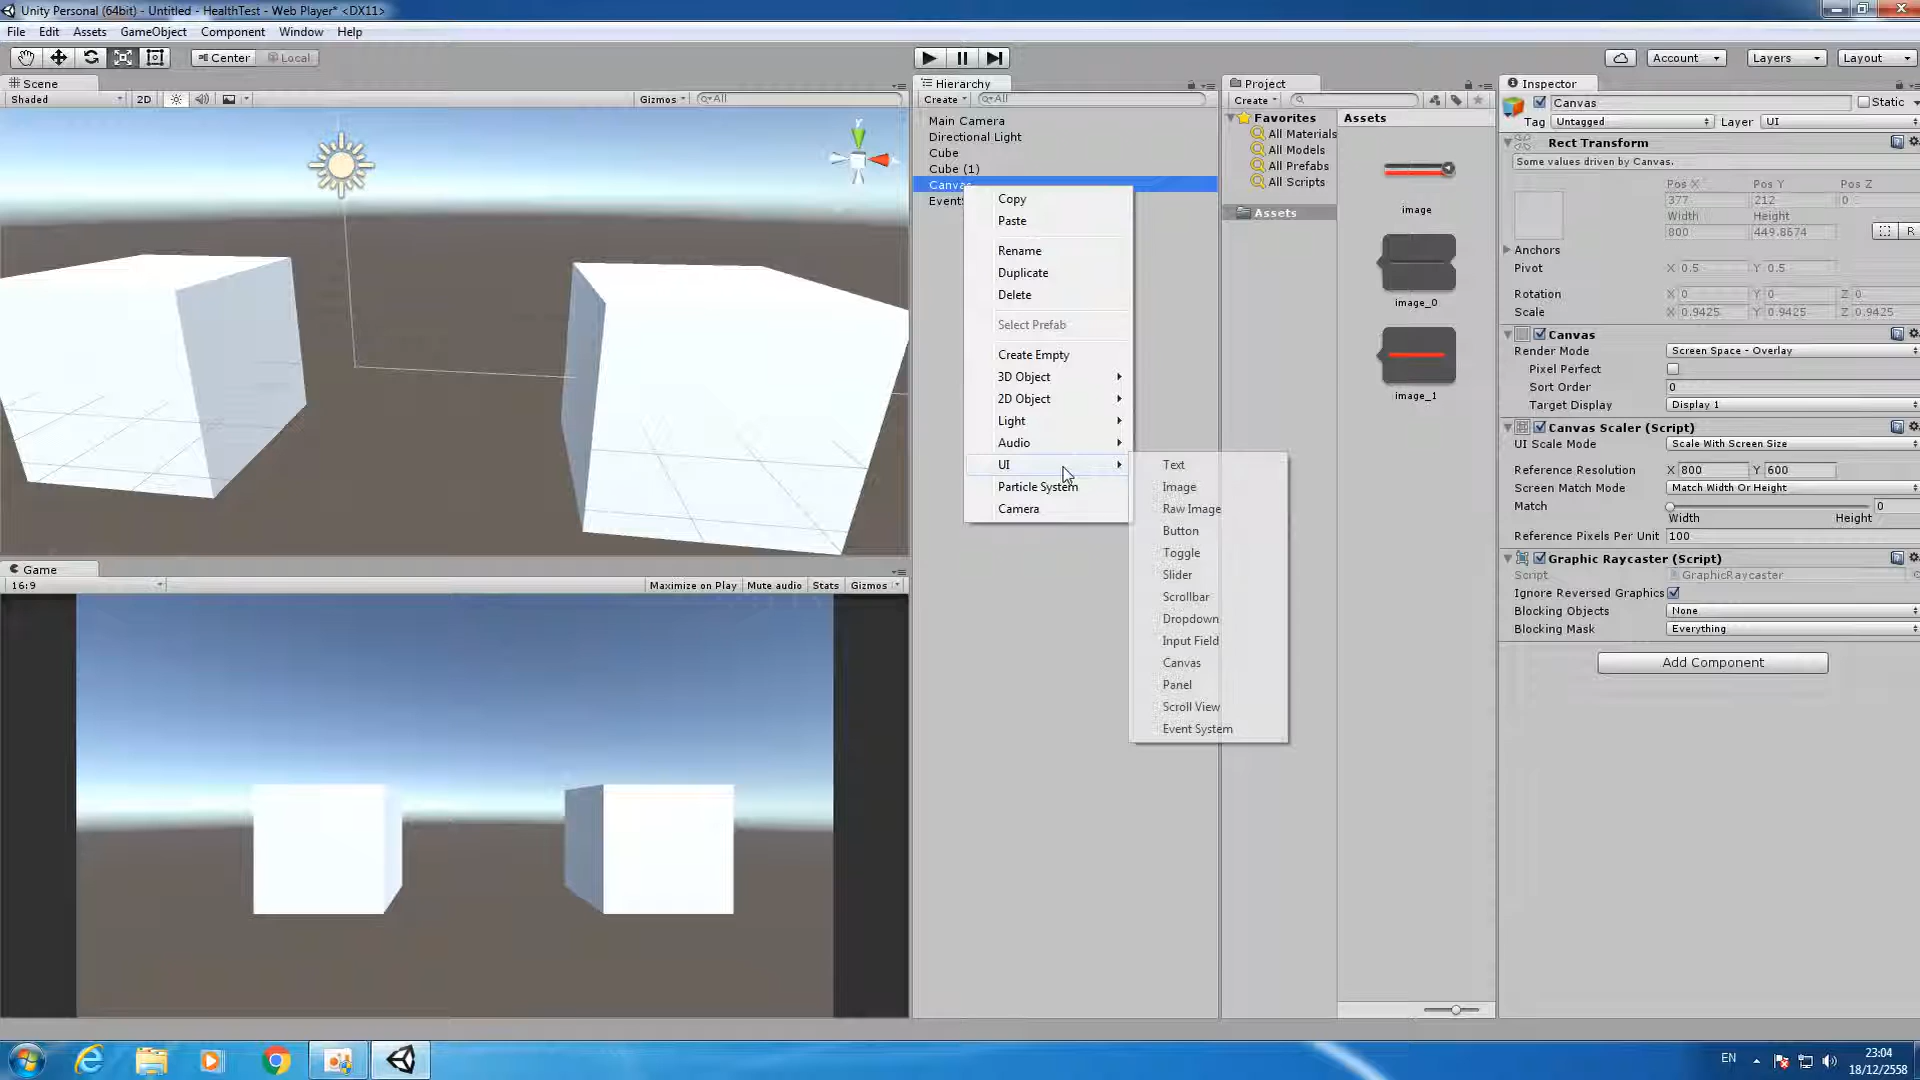 Unity Personal (64bit) - Untitled - HealthTest - Web Player* <DX11>
File Edit Assets GameObject Component Window Help
Center Local
Account Layers Layout
Scene
Shaded 2D Gizmos All
Hierarchy
Create All
Main Camera
Directional Light
Cube
Cube (1)
Canvas
Event
Copy
Paste
Rename
Duplicate
Delete
Select Prefab
Create Empty
3D Object
2D Object
Light
Audio
UI
Particle System
Camera
Text
Image
Raw Image
Button
Toggle
Slider
Scrollbar
Dropdown
Input Field
Canvas
Panel
Scroll View
Event System
Project
Create
Favorites
All Materials
All Models
All Prefabs
All Scripts
Assets
Assets
image
image_0
image_1
Inspector
Canvas Static
Tag Untagged Layer UI
Rect Transform
Some values driven by Canvas.
Pos X Pos Y Pos Z
377 212 0
Width Height
800 449.8674
R
Anchors
Pivot X 0.5 Y 0.5
Rotation X 0 Y 0 Z 0
Scale X 0.9425 Y 0.9425 Z 0.9425
Canvas
Render Mode Screen Space - Overlay
Pixel Perfect
Sort Order 0
Target Display Display 1
Canvas Scaler (Script)
UI Scale Mode Scale With Screen Size
Reference Resolution X 800 Y 600
Screen Match Mode Match Width Or Height
Match 0
Width Height
Reference Pixels Per Unit 100
Graphic Raycaster (Script)
Script GraphicRaycaster
Ignore Reversed Graphics
Blocking Objects None
Blocking Mask Everything
Add Component
Game
16:9 Maximize on Play Mute audio Stats Gizmos
y
EN
23:04
18/12/2558